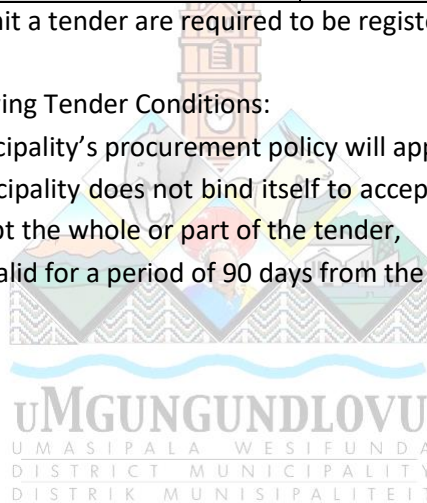 nit a tender are required to be registe
ing Tender Conditions:
cipality's procurement policy will app
cipality does not bind itself to accep
ot the whole or part of the tender,
alid for a period of 90 days from the
UMGUNGUNDLOVU
UMASIPALA WESIFUNDA
DISTRICT MUNICIPALITY
DISTRIK MUNISIPALITEIT